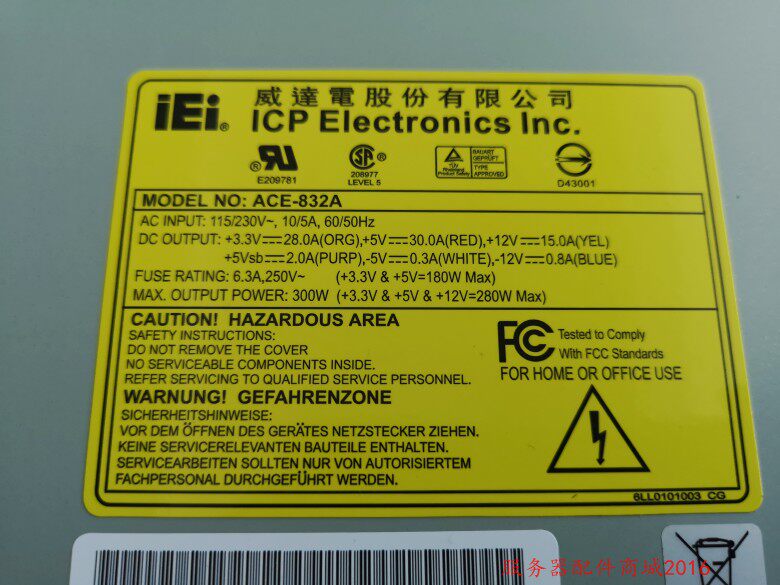 iEi®
威達電股份有限公司
ICP Electronics Inc.
E209781
SA
208977
LEVEL 5
TÜV
BAUART
GEPRÜFT
TYPE
APPROVED
D43001
MODEL NO: ACE-832A
AC INPUT: 115/230V~, 10/5A, 60/50Hz
DC OUTPUT: +3.3V⎓28.0A(ORG),+5V⎓30.0A(RED),+12V⎓15.0A(YEL)
+5Vsb⎓2.0A(PURP),-5V⎓0.3A(WHITE),-12V⎓0.8A(BLUE)
FUSE RATING: 6.3A,250V~ (+3.3V & +5V=180W Max)
MAX. OUTPUT POWER: 300W (+3.3V & +5V & +12V=280W Max)
CAUTION! HAZARDOUS AREA
SAFETY INSTRUCTIONS:
DO NOT REMOVE THE COVER
NO SERVICEABLE COMPONENTS INSIDE.
REFER SERVICING TO QUALIFIED SERVICE PERSONNEL.
WARNUNG! GEFAHRENZONE
SICHERHEITSHINWEISE:
VOR DEM ÖFFNEN DES GERÄTES NETZSTECKER ZIEHEN.
KEINE SERVICERELEVANTEN BAUTEILE ENTHALTEN.
SERVICEARBEITEN SOLLTEN NUR VON AUTORISIERTEM
FACHPERSONAL DURCHGEFÜHRT WERDEN.
FC
Tested to Comply
With FCC Standards
FOR HOME OR OFFICE USE
6LL0101003 CG
服务器配件商城2016